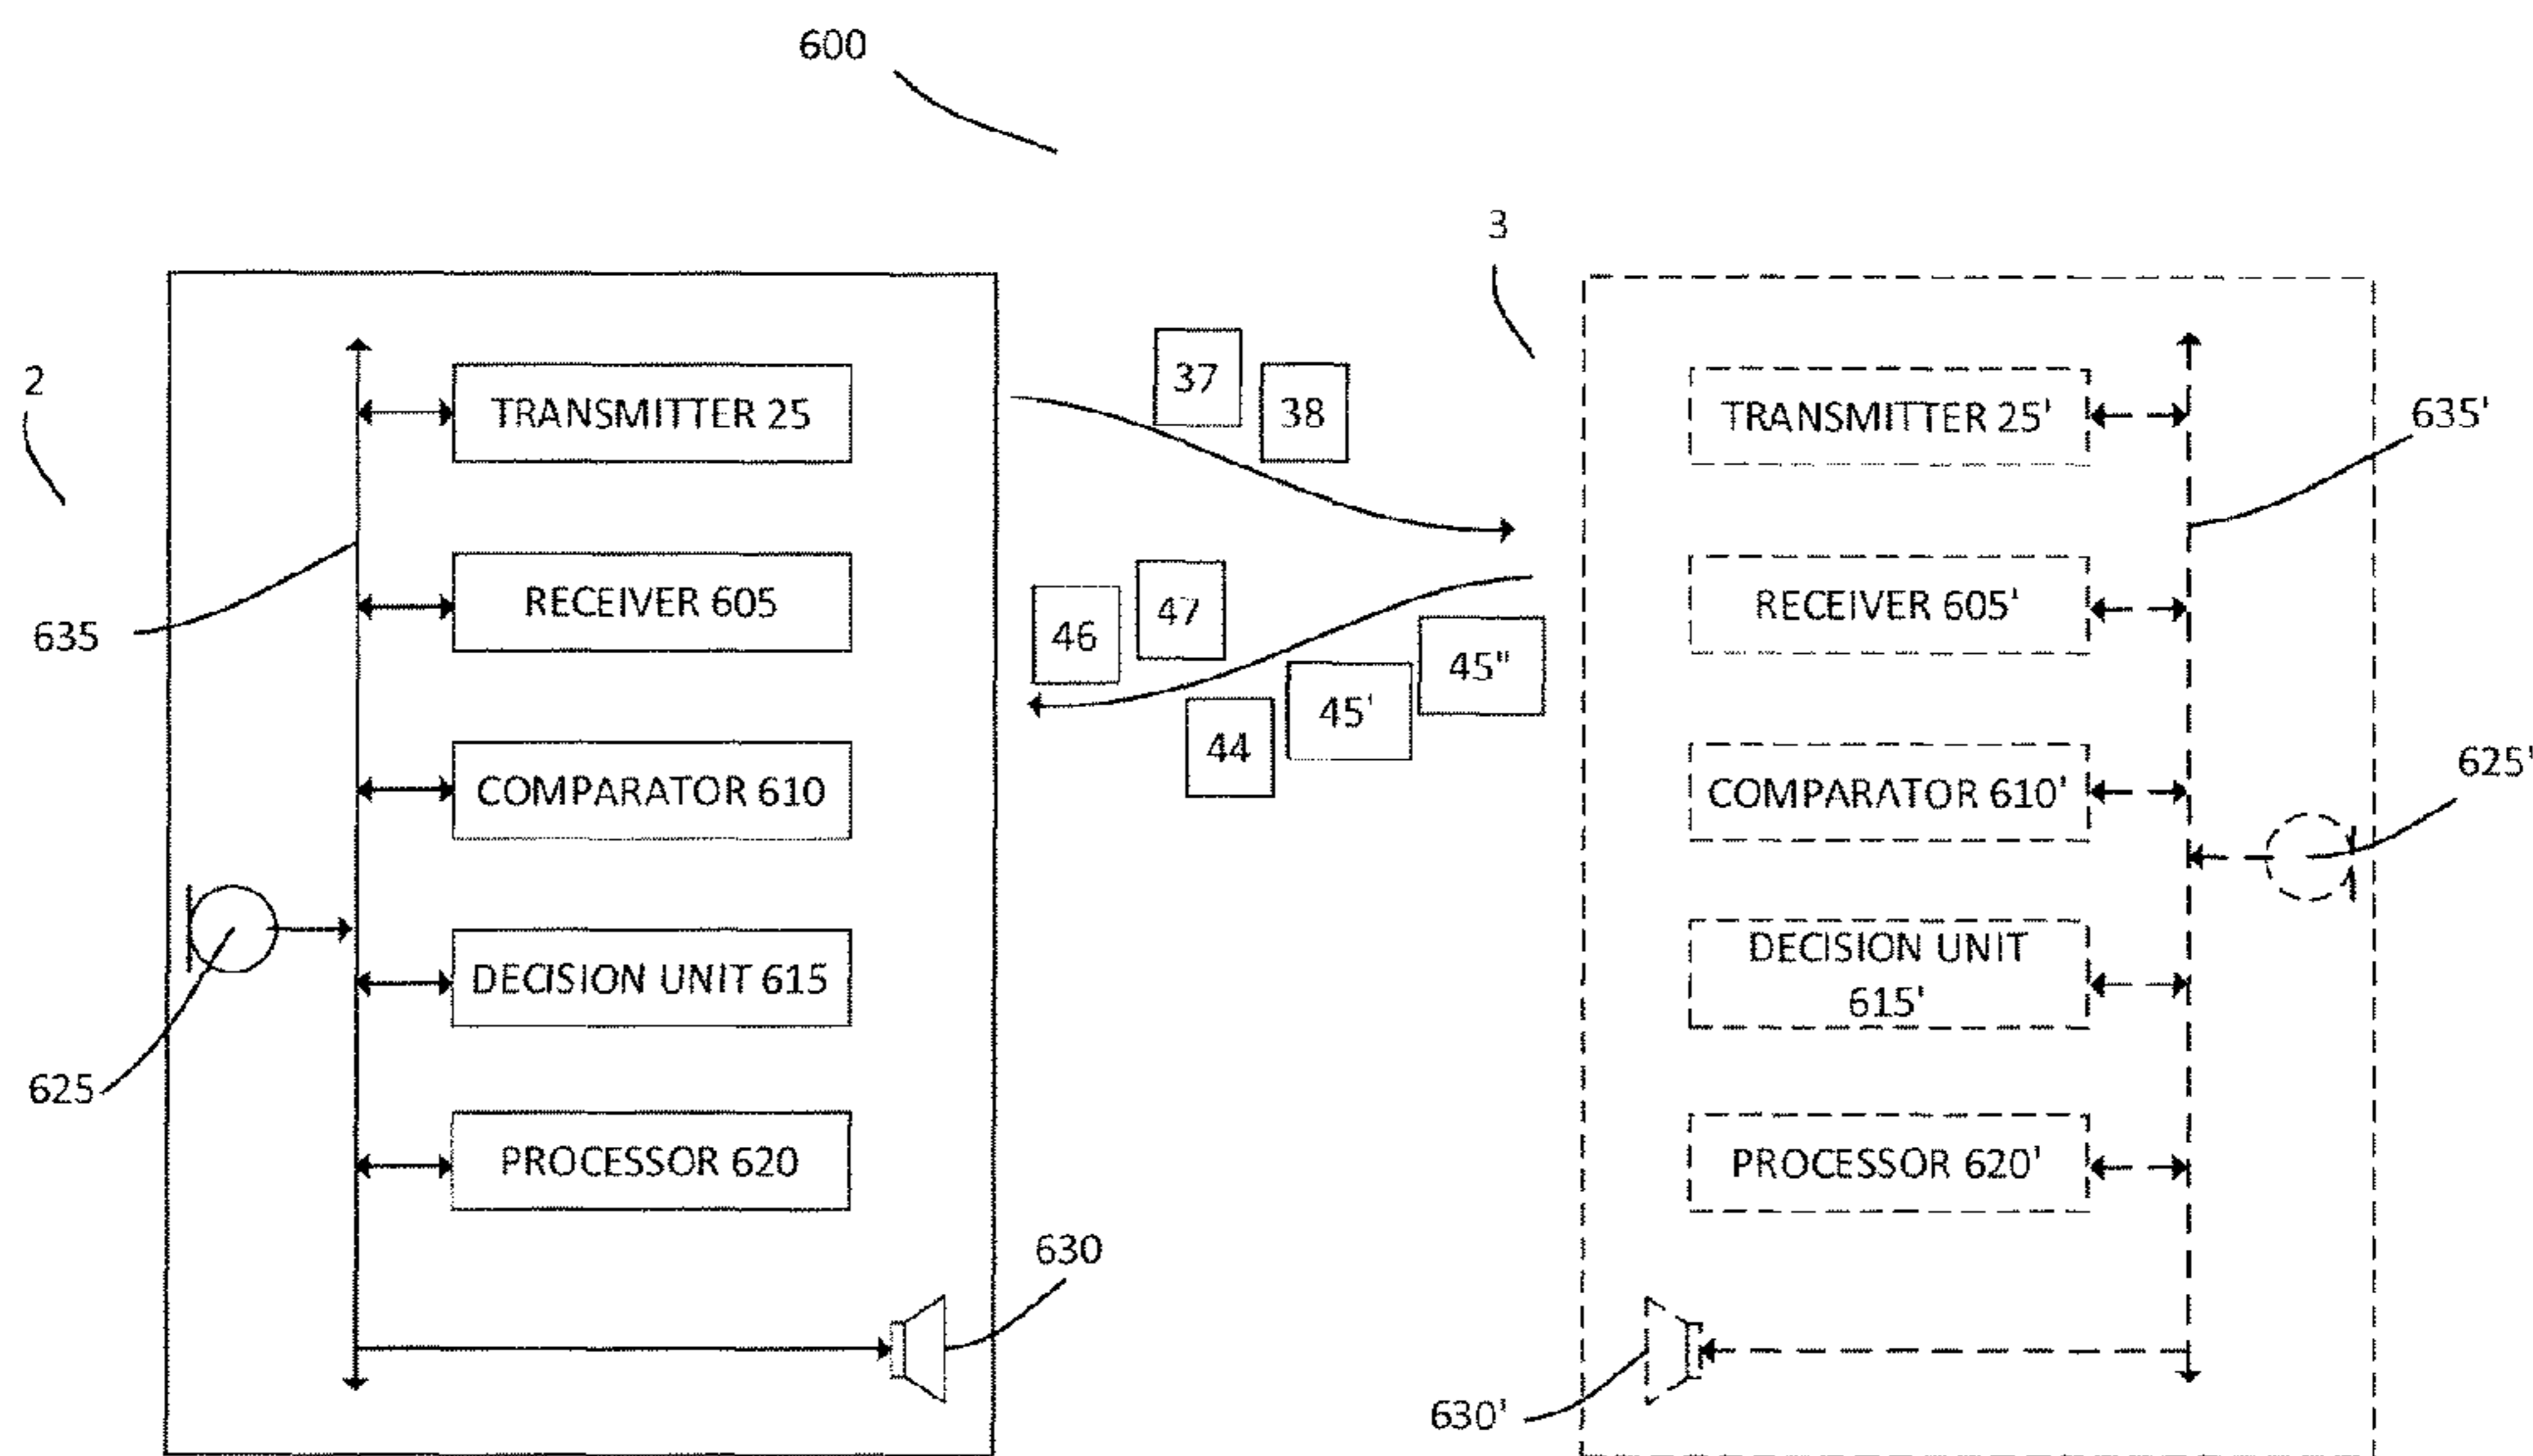 600
3
2
37
38
TRANSMITTER 25
TRANSMITTER 25'
635'
635
RECEIVER 605
46
47
45"
45'
44
RECEIVER 605'
COMPARATOR 610
COMPARATOR 610'
625'
DECISION UNIT 615
DECISION UNIT
615'
625
PROCESSOR 620
PROCESSOR 620'
630
630'